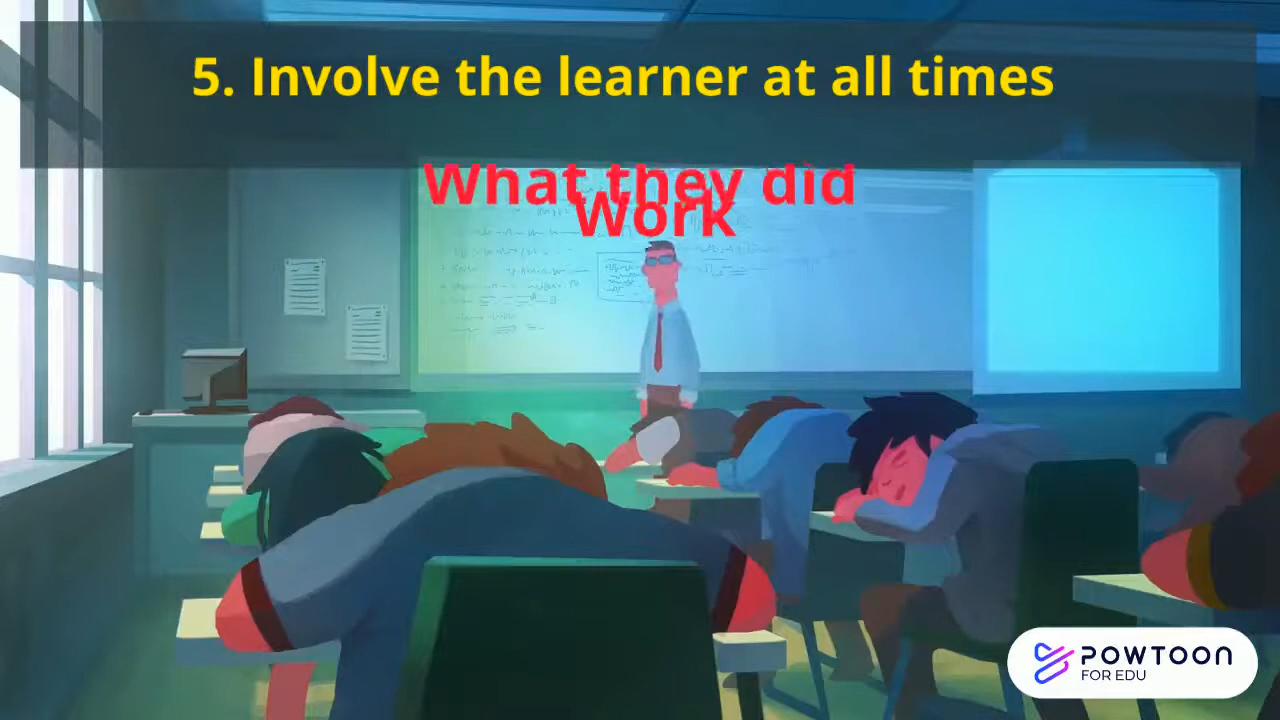 5. Involve the learner at all times
What they did
Work
POWTOON
FOR EDU